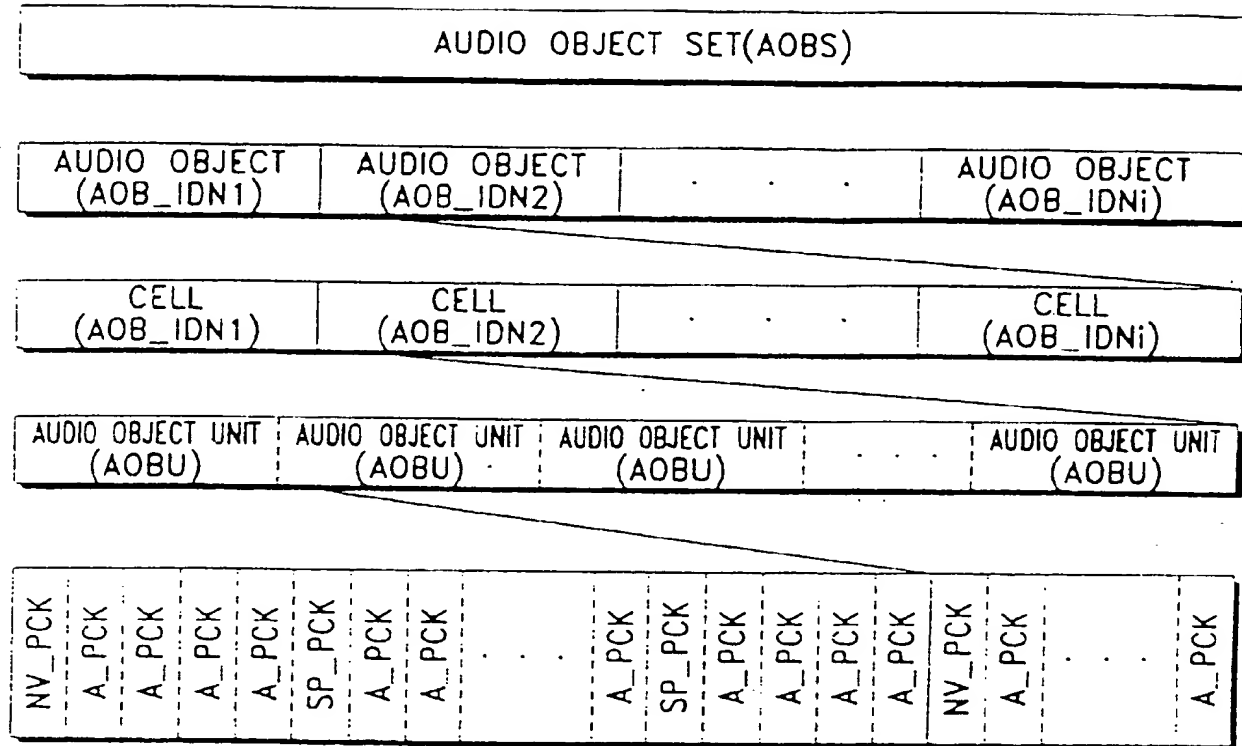 AUDIO OBJECT SET(AOBS)
AUDIO OBJECT (AOB_IDN1) AUDIO OBJECT (AOB_IDN2) . . . AUDIO OBJECT (AOB_IDNi)
CELL (AOB_IDN1) CELL (AOB_IDN2) . . . CELL (AOB_IDNi)
AUDIO OBJECT UNIT (AOBU) AUDIO OBJECT UNIT (AOBU) AUDIO OBJECT UNIT (AOBU) . . . AUDIO OBJECT UNIT (AOBU)
NV_PCK A_PCK A_PCK A_PCK A_PCK SP_PCK A_PCK A_PCK . . . A_PCK SP_PCK A_PCK A_PCK A_PCK A_PCK NV_PCK A_PCK . . . A_PCK